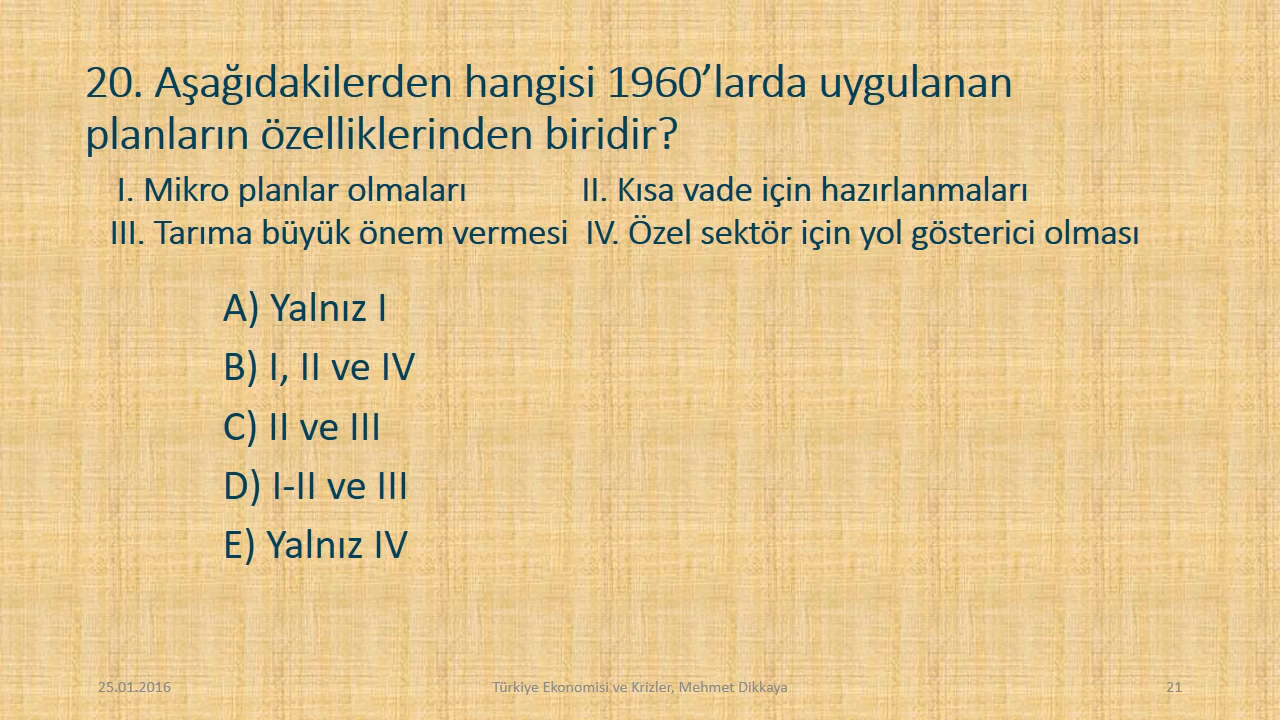 20. Aşağıdakilerden hangisi 1960’larda uygulanan
planların özelliklerinden biridir?
I. Mikro planlar olmaları II. Kısa vade için hazırlanmaları
III. Tarıma büyük önem vermesi IV. Özel sektör için yol gösterici olması
A) Yalnız I
B) I, II ve IV
C) II ve III
D) I-II ve III
E) Yalnız IV
25.01.2016 Türkiye Ekonomisi ve Krizler, Mehmet Dikkaya 21